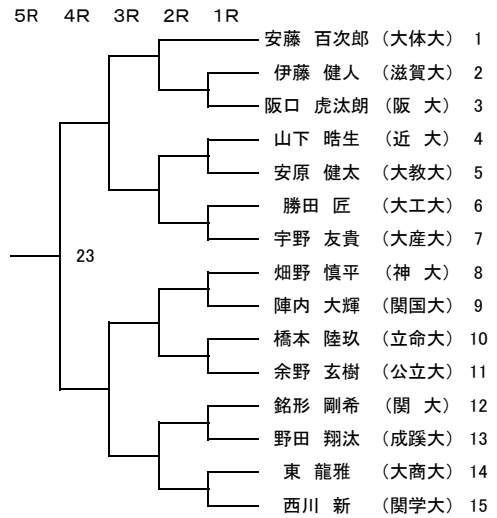 5R 4R 3R 2R 1R
安藤 百次郎 （大体大） 1
伊藤 健人 （滋賀大） 2
阪口 虎汰朗 （阪 大） 3
山下 晧生 （近 大） 4
安原 健太 （大教大） 5
勝田 匠 （大工大） 6
宇野 友貴 （大産大） 7
23
畑野 慎平 （神 大） 8
陣内 大輝 （関国大） 9
橋本 陸玖 （立命大） 10
余野 玄樹 （公立大） 11
銘形 剛希 （関 大） 12
野田 翔汰 （成蹊大） 13
東 龍雅 （大商大） 14
西川 新 （関学大） 15